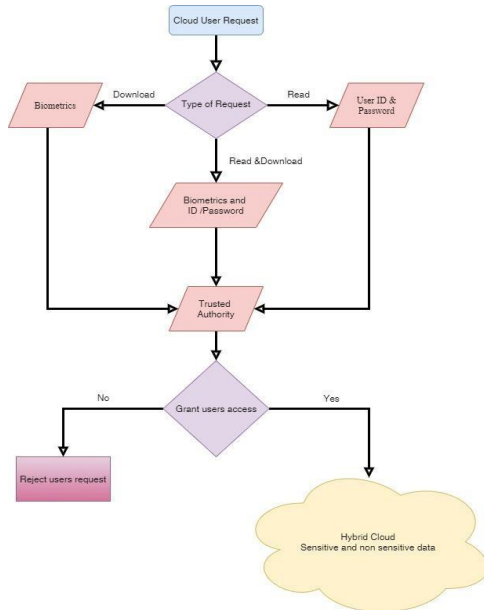 Cloud User Request
Download
Read
Biometrics
Type of Request
User ID &
Password
Read &Download
Biometrics and
ID /Password
Trusted
Authority
No
Yes
Grant users access
Reject users request
Hybrid Cloud
Sensitive and non sensitive data